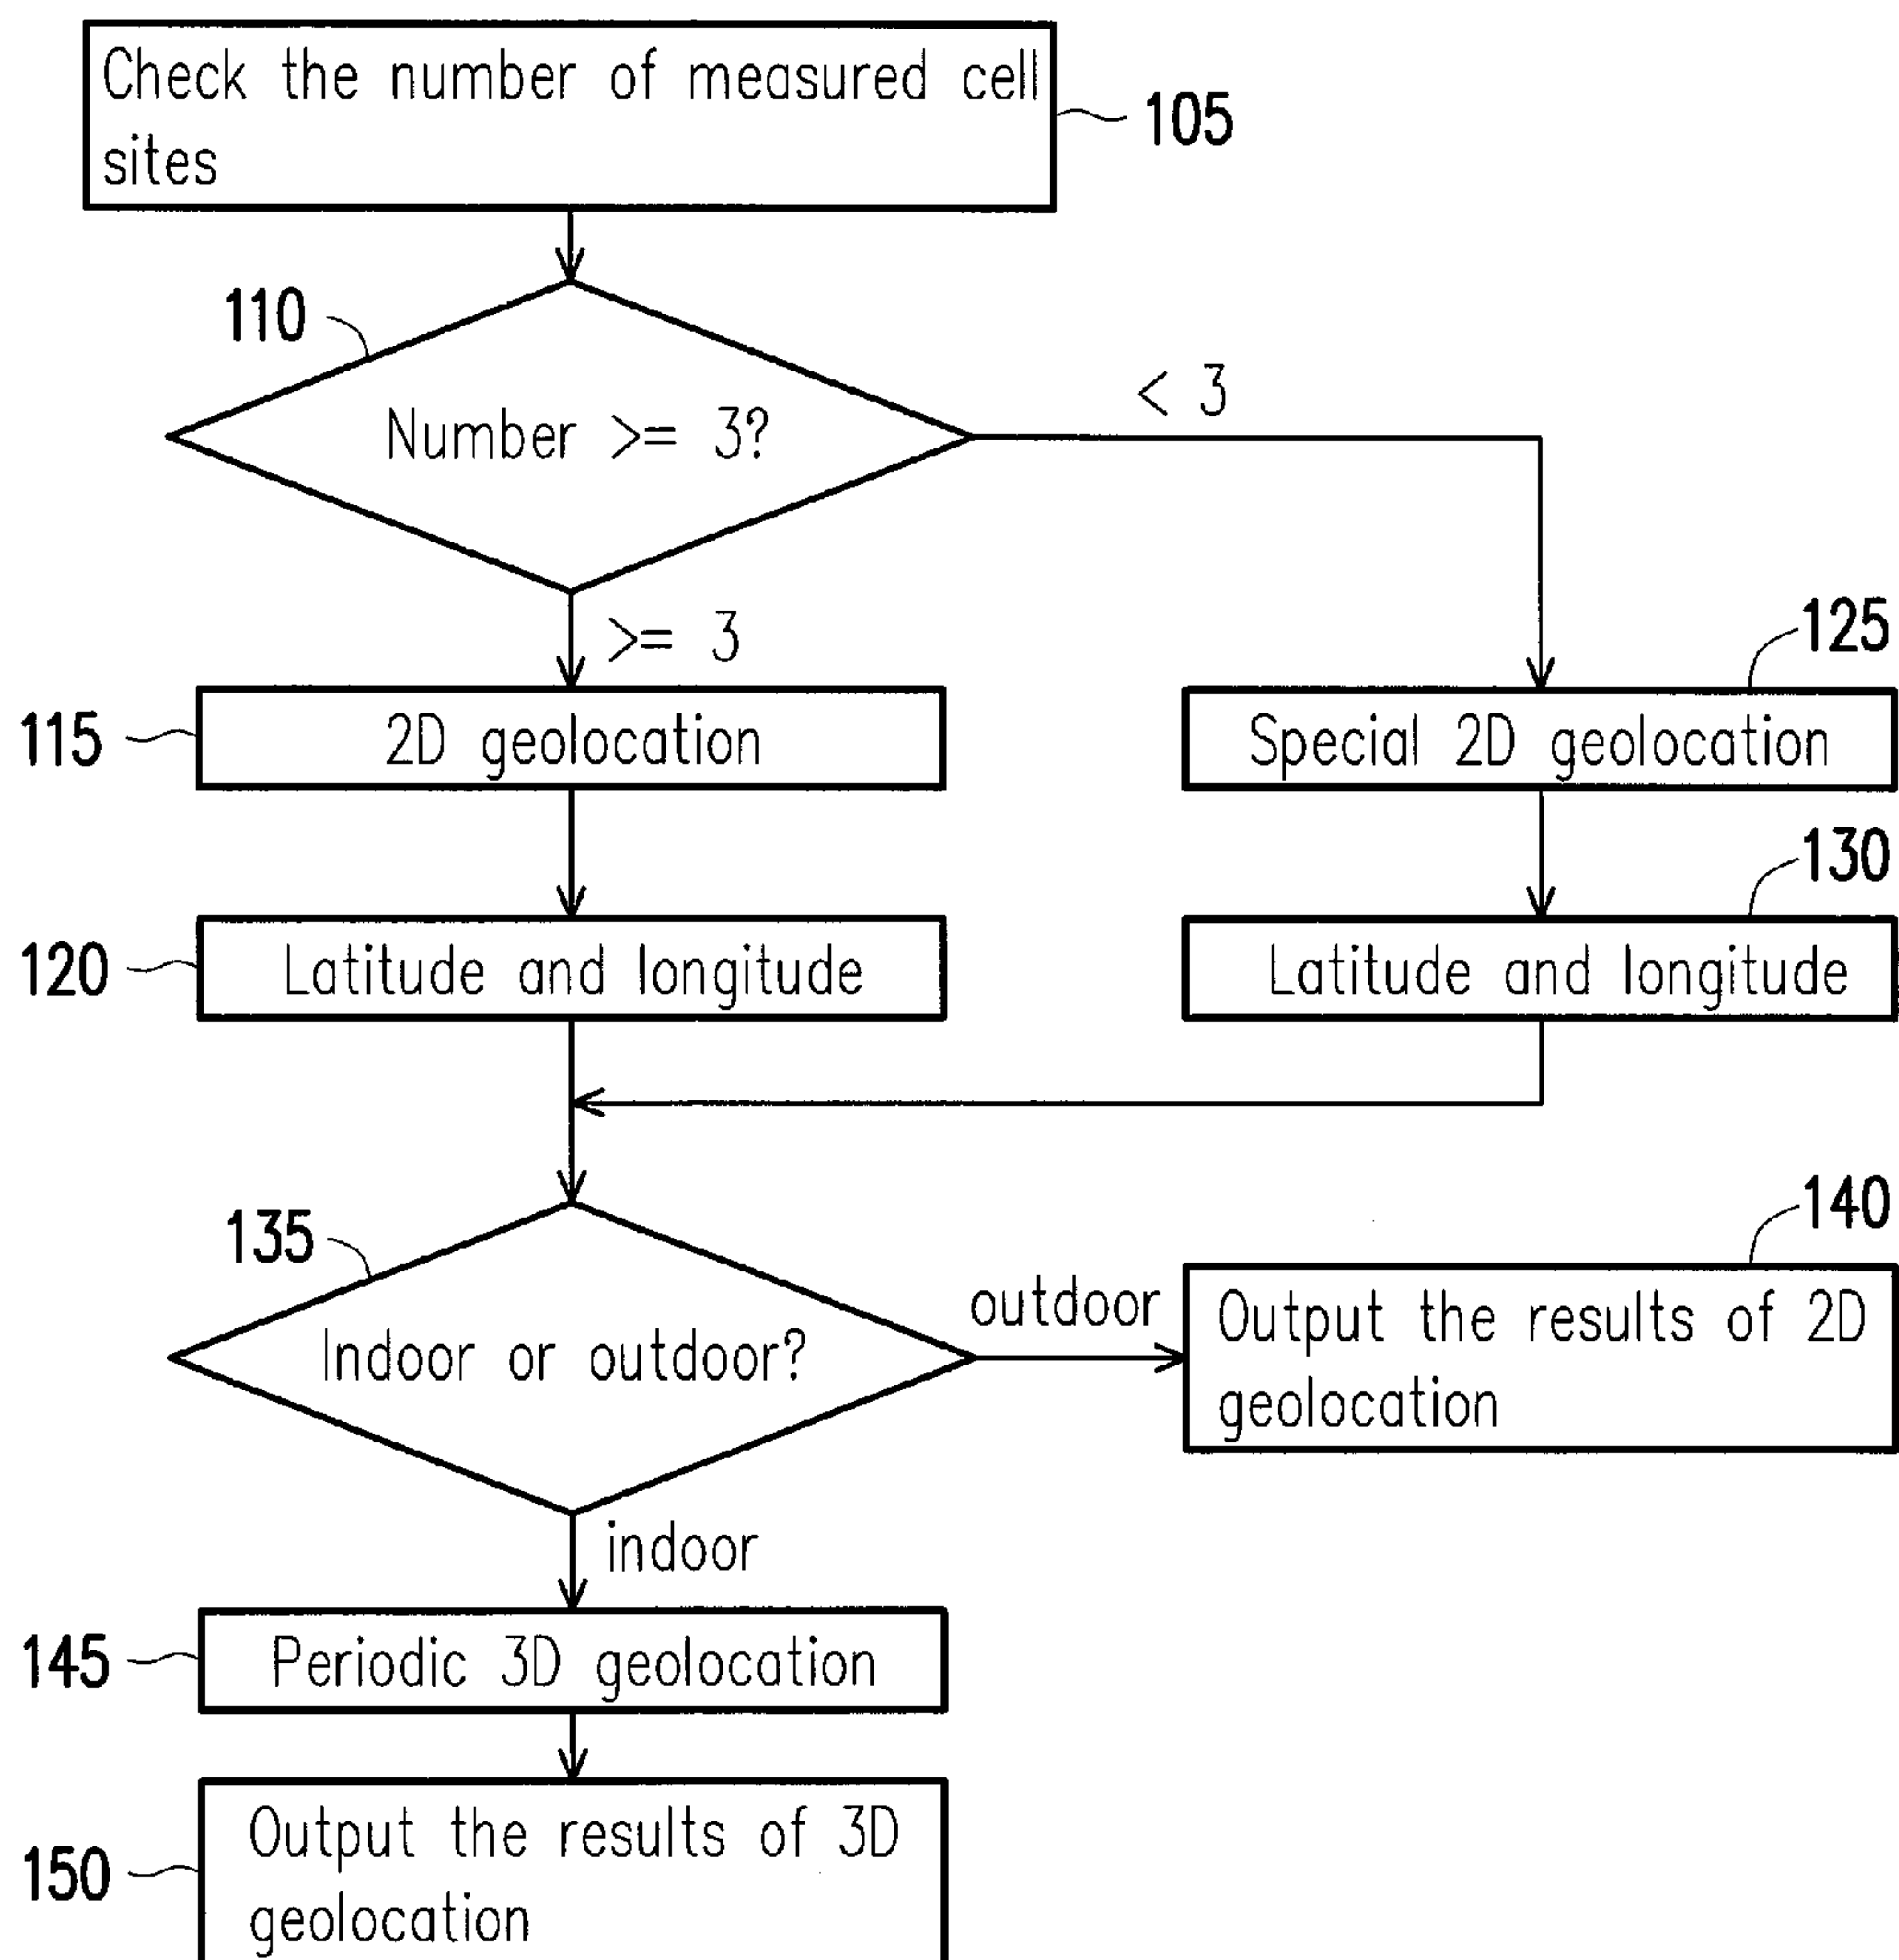 Check the number of measured cell
sites
105
110
Number >= 3?
< 3
>= 3
125
115
2D geolocation
Special 2D geolocation
130
120
Latitude and longitude
Latitude and longitude
135
140
Indoor or outdoor?
outdoor
Output the results of 2D
geolocation
indoor
145
Periodic 3D geolocation
150
Output the results of 3D
geolocation